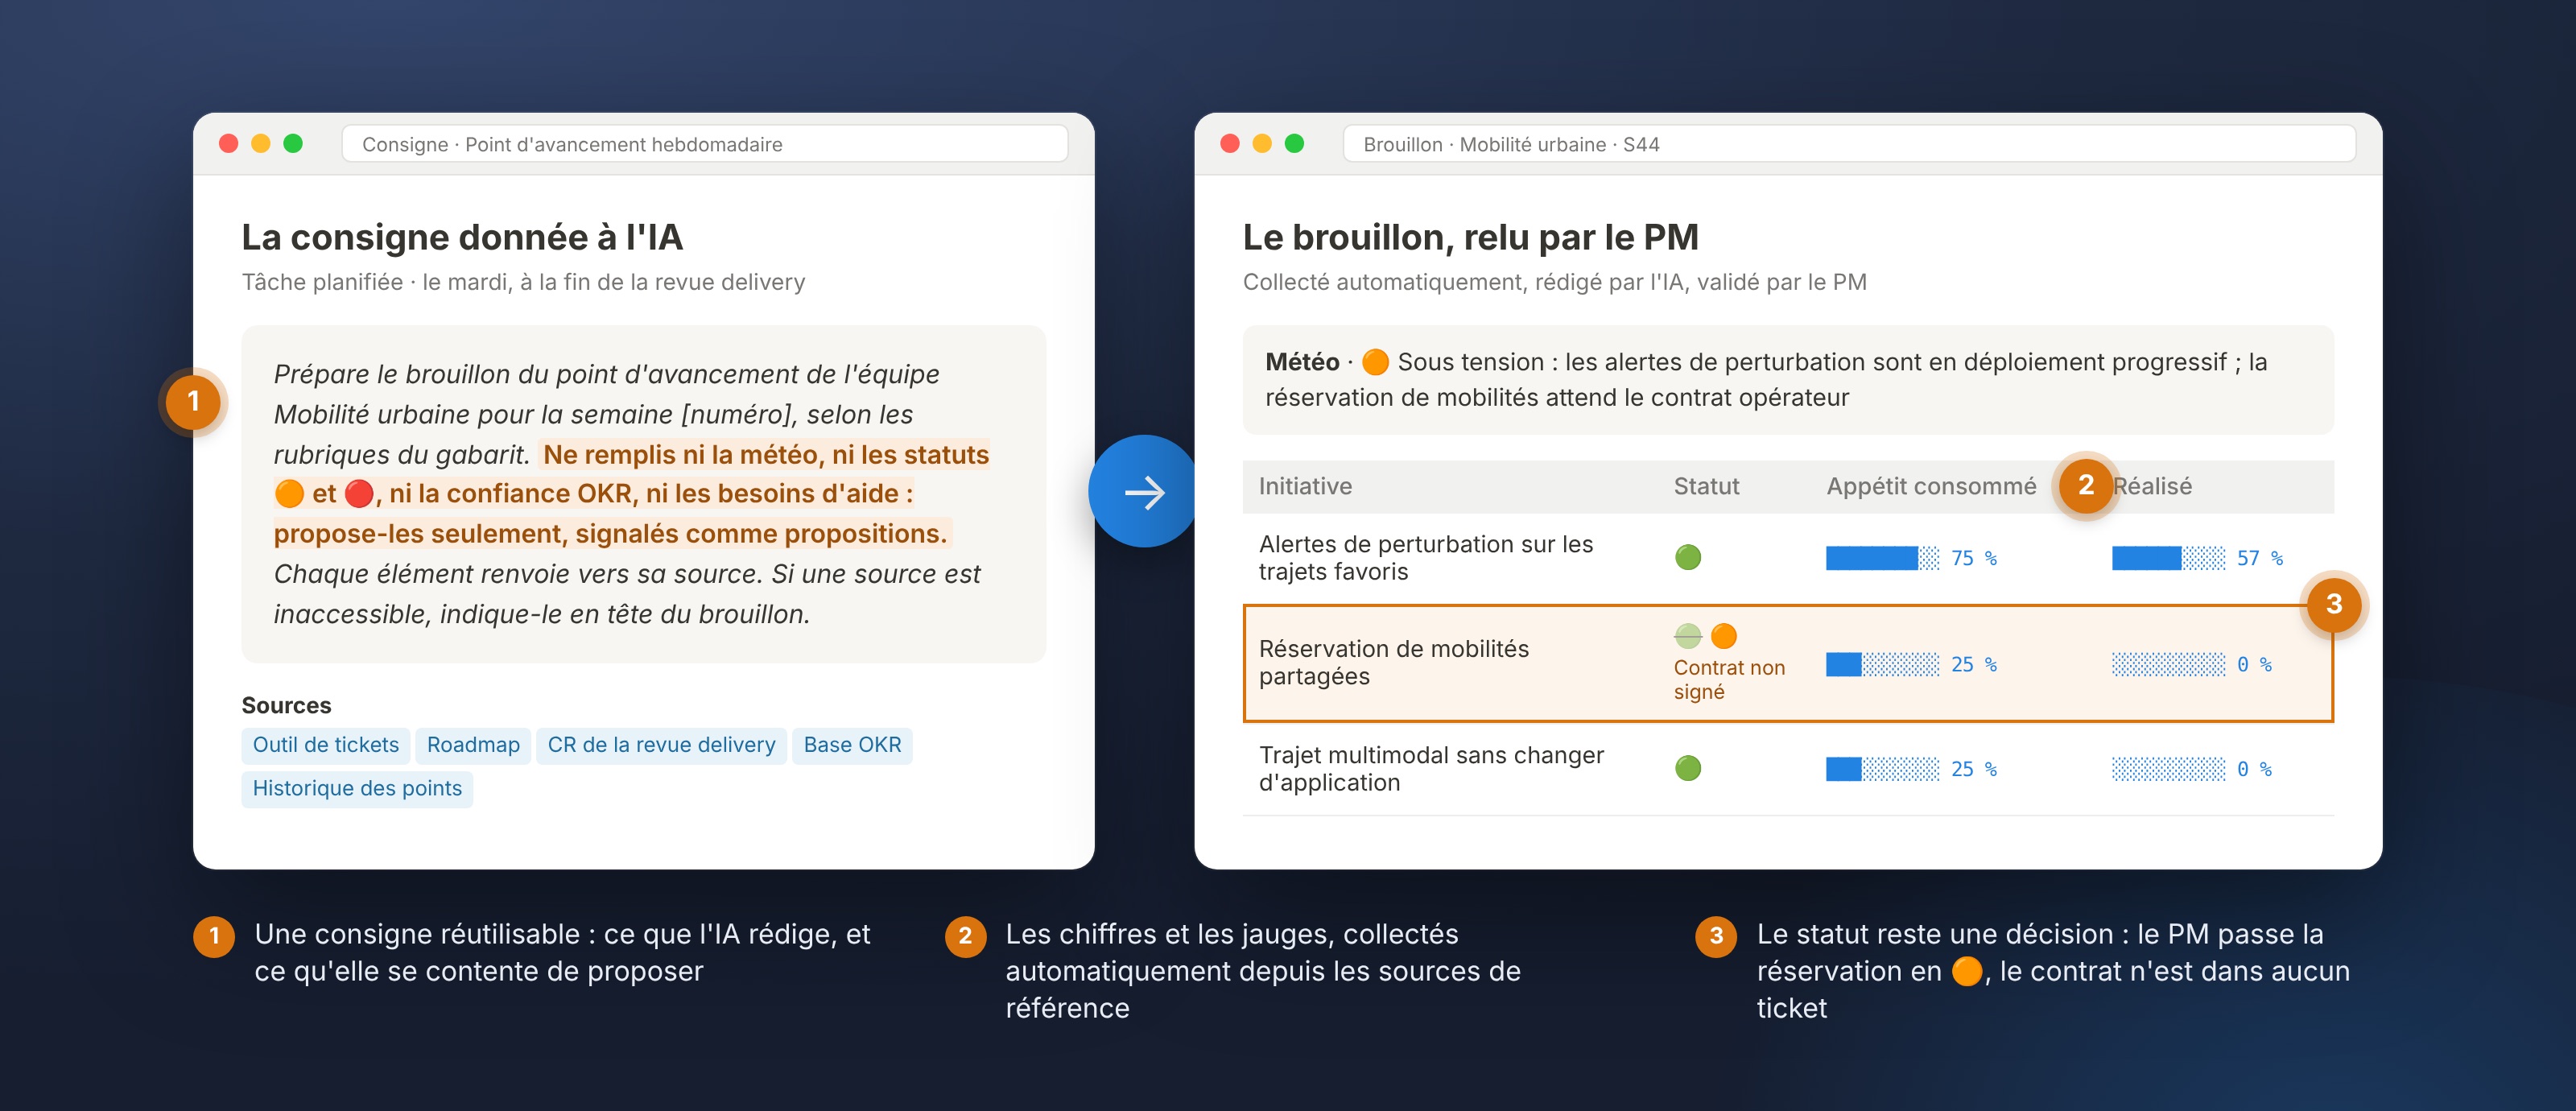 Consigne · Point d'avancement hebdomadaire
La consigne donnée à l'IA
Tâche planifiée · le mardi, à la fin de la revue delivery
1
Prépare le brouillon du point d'avancement de l'équipe
Mobilité urbaine pour la semaine [numéro], selon les
rubriques du gabarit. Ne remplis ni la météo, ni les statuts
🟠 et 🔴, ni la confiance OKR, ni les besoins d'aide :
propose-les seulement, signalés comme propositions.
Chaque élément renvoie vers sa source. Si une source est
inaccessible, indique-le en tête du brouillon.
Sources
Outil de tickets Roadmap CR de la revue delivery Base OKR
Historique des points
→
Brouillon · Mobilité urbaine · S44
Le brouillon, relu par le PM
Collecté automatiquement, rédigé par l'IA, validé par le PM
Météo · 🟠 Sous tension : les alertes de perturbation sont en déploiement progressif ; la
réservation de mobilités attend le contrat opérateur
Initiative Statut Appétit consommé 2 Réalisé
Alertes de perturbation sur les
trajets favoris
🟢 75 % 57 %
3
Réservation de mobilités
partagées
🟢 🟠
Contrat non
signé
25 % 0 %
Trajet multimodal sans changer
d'application
🟢 25 % 0 %
1 Une consigne réutilisable : ce que l'IA rédige, et
ce qu'elle se contente de proposer
2 Les chiffres et les jauges, collectés
automatiquement depuis les sources de
référence
3 Le statut reste une décision : le PM passe la
réservation en 🟠, le contrat n'est dans aucun
ticket